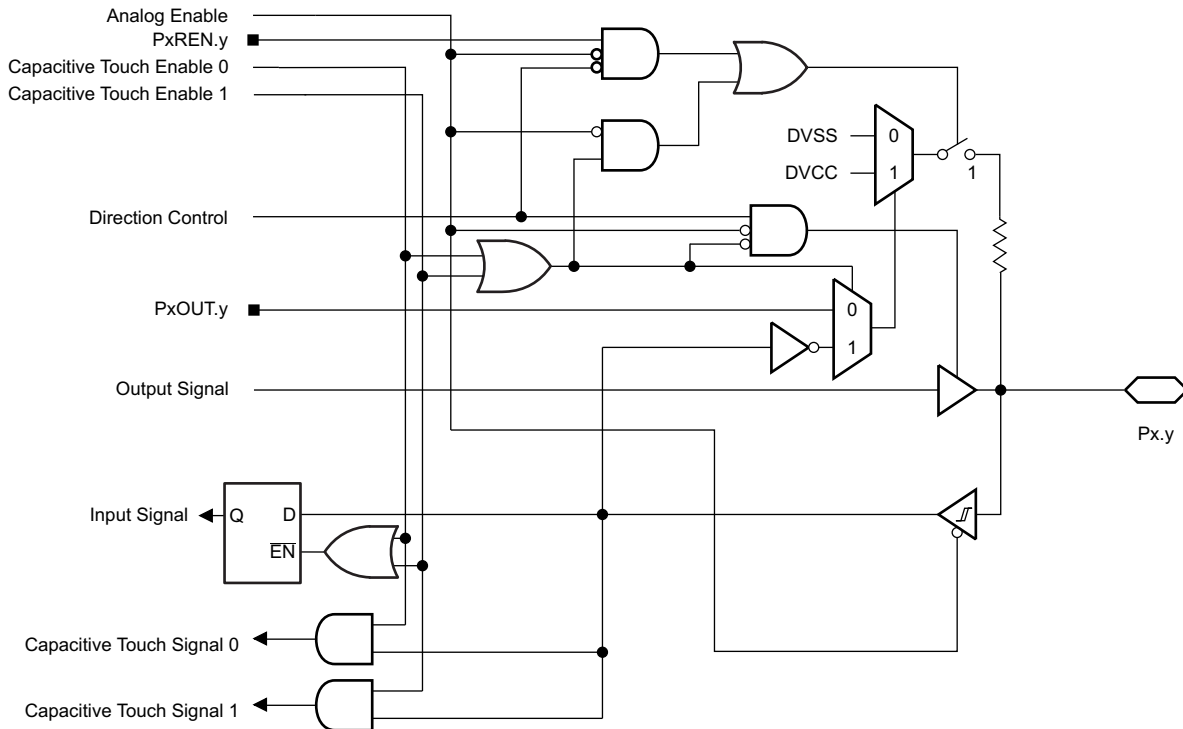 Analog Enable
PxREN.y
Capacitive Touch Enable 0
Capacitive Touch Enable 1
DVSS
0
DVCC
1
1
Direction Control
PxOUT.y
0
1
Output Signal
Px.y
Input Signal
Q
D
EN
Capacitive Touch Signal 0
Capacitive Touch Signal 1